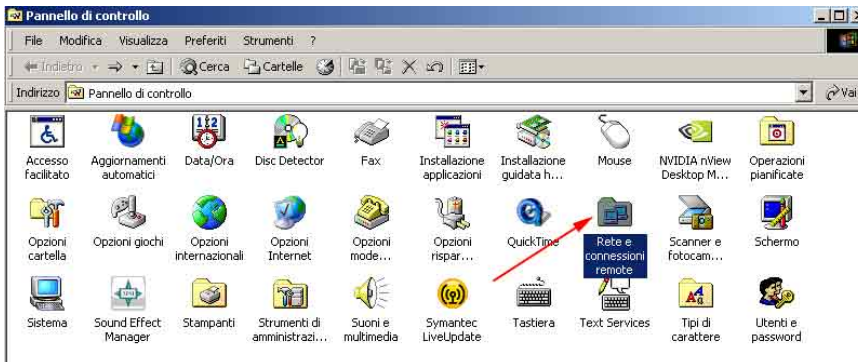 Pannello di controllo
File Modifica Visualizza Preferiti Strumenti ?
Indietro Cerca Cartelle
Indirizzo Pannello di controllo Vai
Accesso facilitato
Aggiornamenti automatici
Data/Ora
Disc Detector
Fax
Installazione applicazioni
Installazione guidata h...
Mouse
NVIDIA nView Desktop M...
Operazioni pianificate
Opzioni cartella
Opzioni giochi
Opzioni internazionali
Opzioni Internet
Opzioni mode...
Opzioni rispar...
QuickTime
Rete e connessioni remote
Scanner e fotocam...
Schermo
Sistema
Sound Effect Manager
Stampanti
Strumenti di amministrazi...
Suoni e multimedia
Symantec LiveUpdate
Tastiera
Text Services
Tipi di carattere
Utenti e password